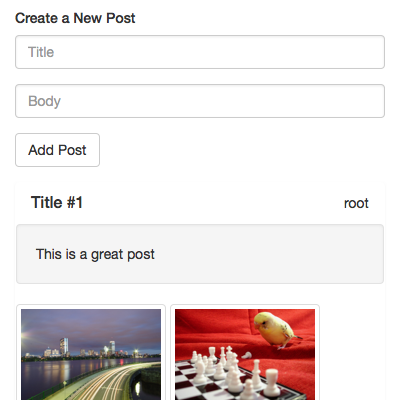 Create a New Post
Title
Body
Add Post
Title #1 root
This is a great post